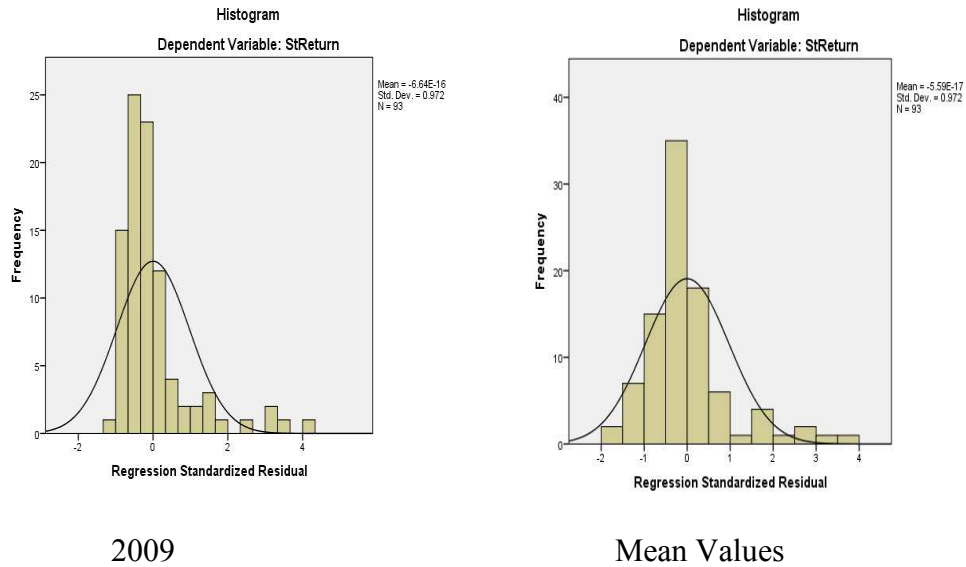 Histogram
Dependent Variable: StReturn
Mean = -6.64E-16
Std. Dev. = 0.972
N = 93
25
20
15
10
5
0
Frequency
-2
0
2
4
Regression Standardized Residual
2009
Histogram
Dependent Variable: StReturn
Mean = -5.59E-17
Std. Dev. = 0.972
N = 93
40
30
20
10
0
Frequency
-2
-1
0
1
2
3
4
Regression Standardized Residual
Mean Values